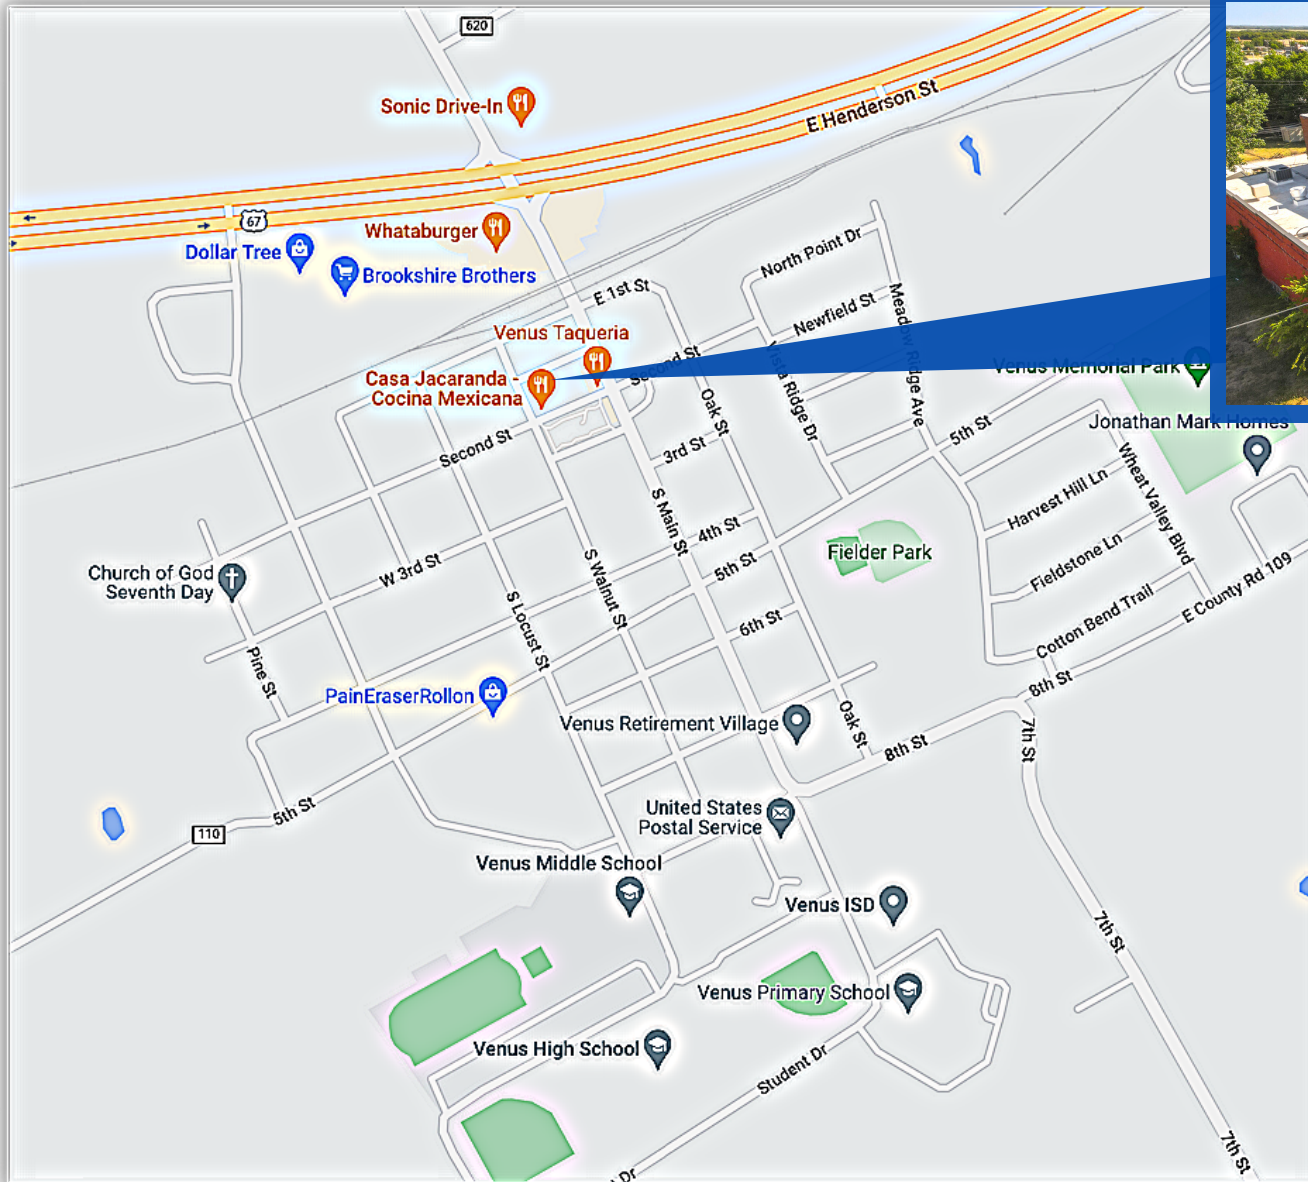 620
Sonic Drive-In
E Henderson St
67
Whataburger
Dollar Tree
Brookshire Brothers
North Point Dr
E 1st St
Newfield St
Meadow Ridge Ave
Venus Taqueria
Second St
Vista Ridge Dr
Venus Memorial Park
Casa Jacaranda -
Cocina Mexicana
Oak St
Jonathan Mark Homes
Second St
3rd St
5th St
Wheat Valley Blvd
Harvest Hill Ln
S Main St
4th St
Fielder Park
5th St
Fieldstone Ln
W 3rd St
Church of God
Seventh Day
S Walnut St
E County Rd 109
S Locust St
6th St
Cotton Bend Trail
Pine St
8th St
PainEraserRollon
Venus Retirement Village
Oak St
8th St
7th St
5th St
110
United States
Postal Service
Venus Middle School
Venus ISD
7th St
Venus Primary School
Venus High School
Student Dr
7th St
Dr